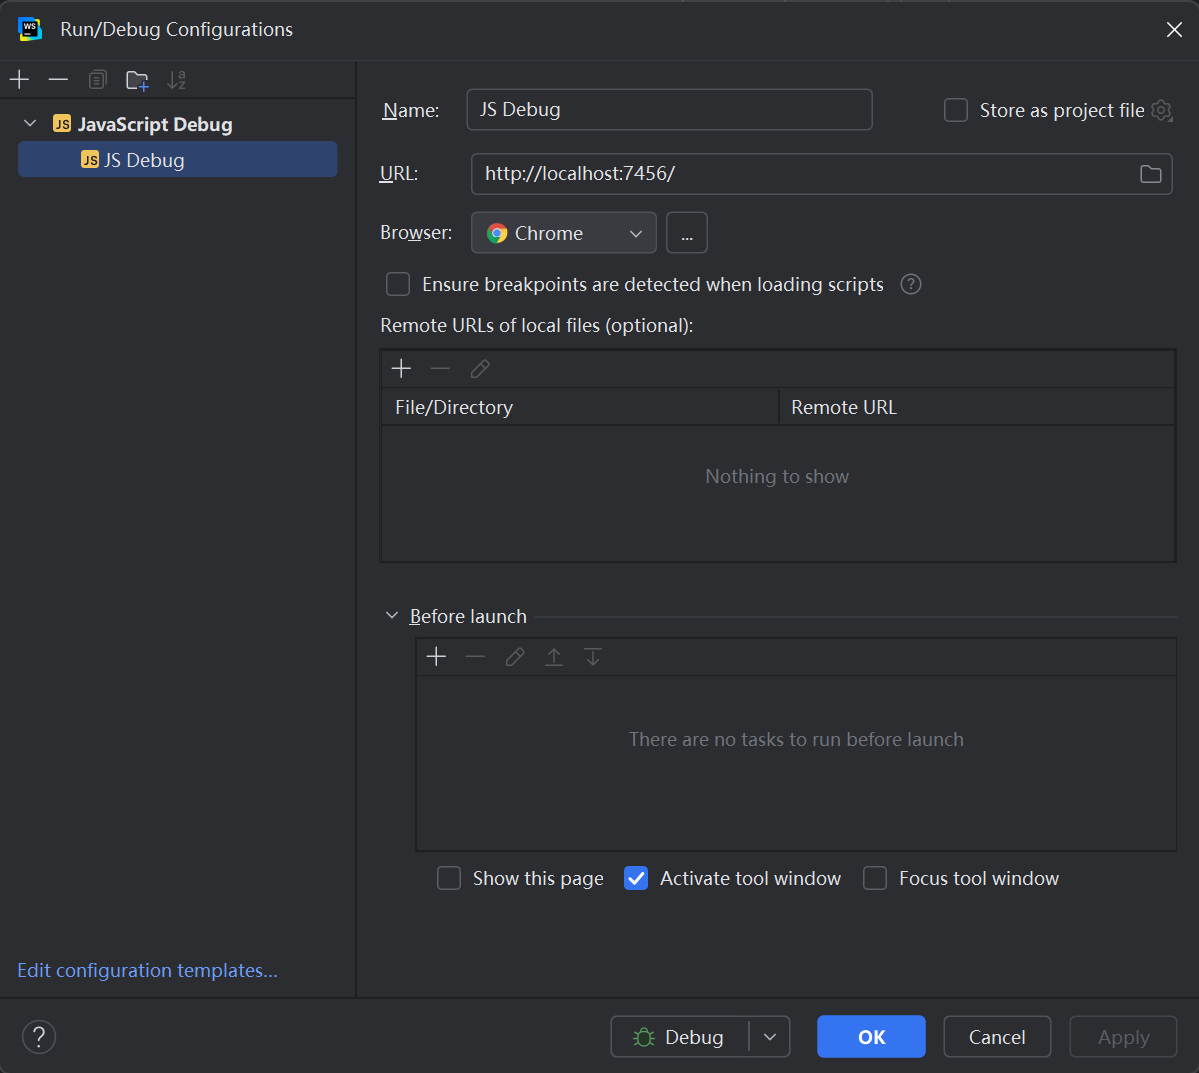 WS Run/Debug Configurations
JS JavaScript Debug
JS JS Debug
Name: JS Debug Store as project file
URL: http://localhost:7456/
Browser: Chrome ...
Ensure breakpoints are detected when loading scripts ?
Remote URLs of local files (optional):
File/Directory Remote URL
Nothing to show
Before launch
There are no tasks to run before launch
Show this page Activate tool window Focus tool window
Edit configuration templates...
? Debug OK Cancel Apply